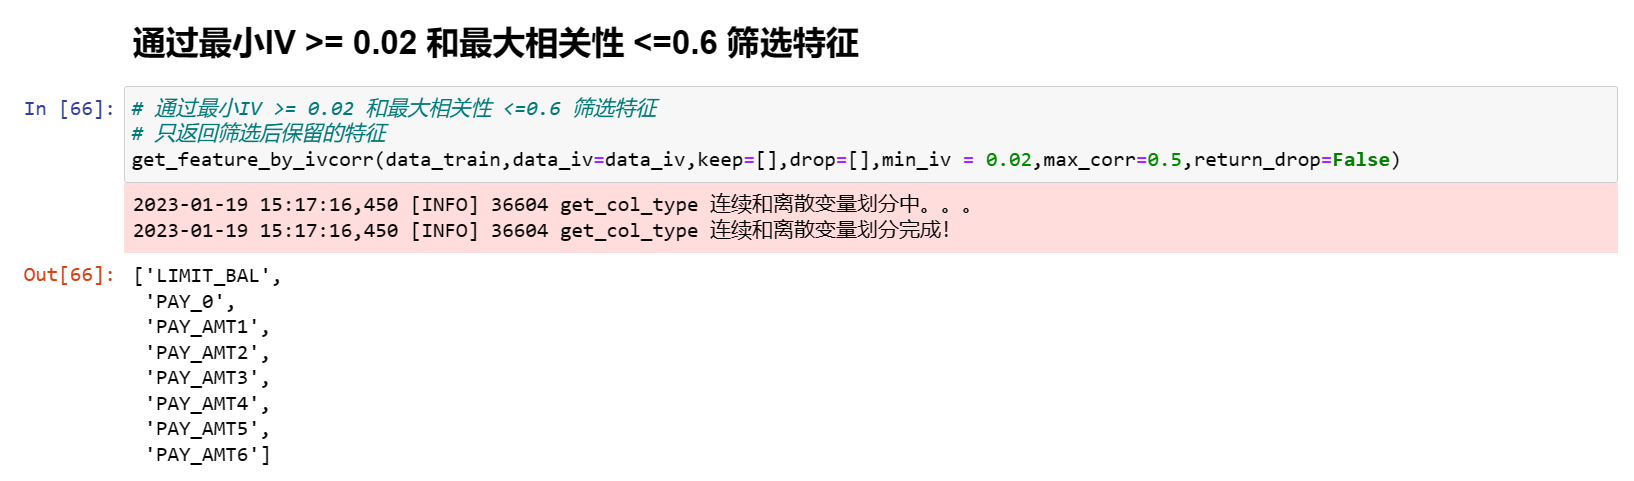 通过最小IV >= 0.02 和最大相关性 <=0.6 筛选特征
In [66]:
# 通过最小IV >= 0.02 和最大相关性 <=0.6 筛选特征
# 只返回筛选后保留的特征
get_feature_by_ivcorr(data_train,data_iv=data_iv,keep=[],drop=[],min_iv = 0.02,max_corr=0.5,return_drop=False)
2023-01-19 15:17:16,450 [INFO] 36604 get_col_type 连续和离散变量划分中。。。
2023-01-19 15:17:16,450 [INFO] 36604 get_col_type 连续和离散变量划分完成!
Out[66]:
['LIMIT_BAL',
'PAY_0',
'PAY_AMT1',
'PAY_AMT2',
'PAY_AMT3',
'PAY_AMT4',
'PAY_AMT5',
'PAY_AMT6']